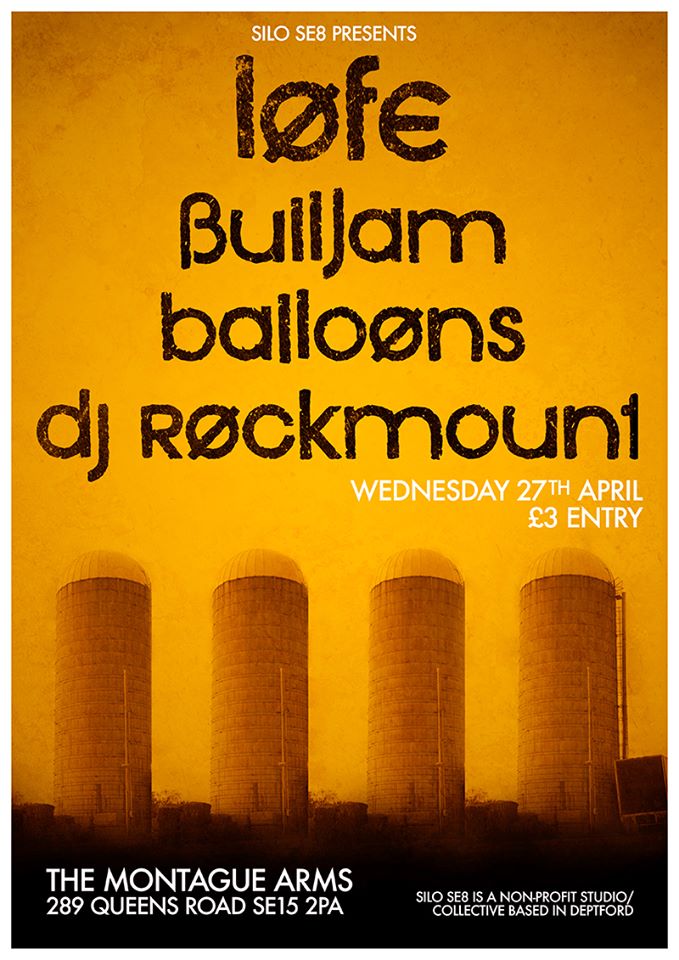 SILO SE8 PRESENTS
løfe
Builjam
balloøns
dj Røckmount
WEDNESDAY 27TH APRIL
£3 ENTRY
THE MONTAGUE ARMS
289 QUEENS ROAD SE15 2PA
SILO SE8 IS A NON-PROFIT STUDIO/
COLLECTIVE BASED IN DEPTFORD